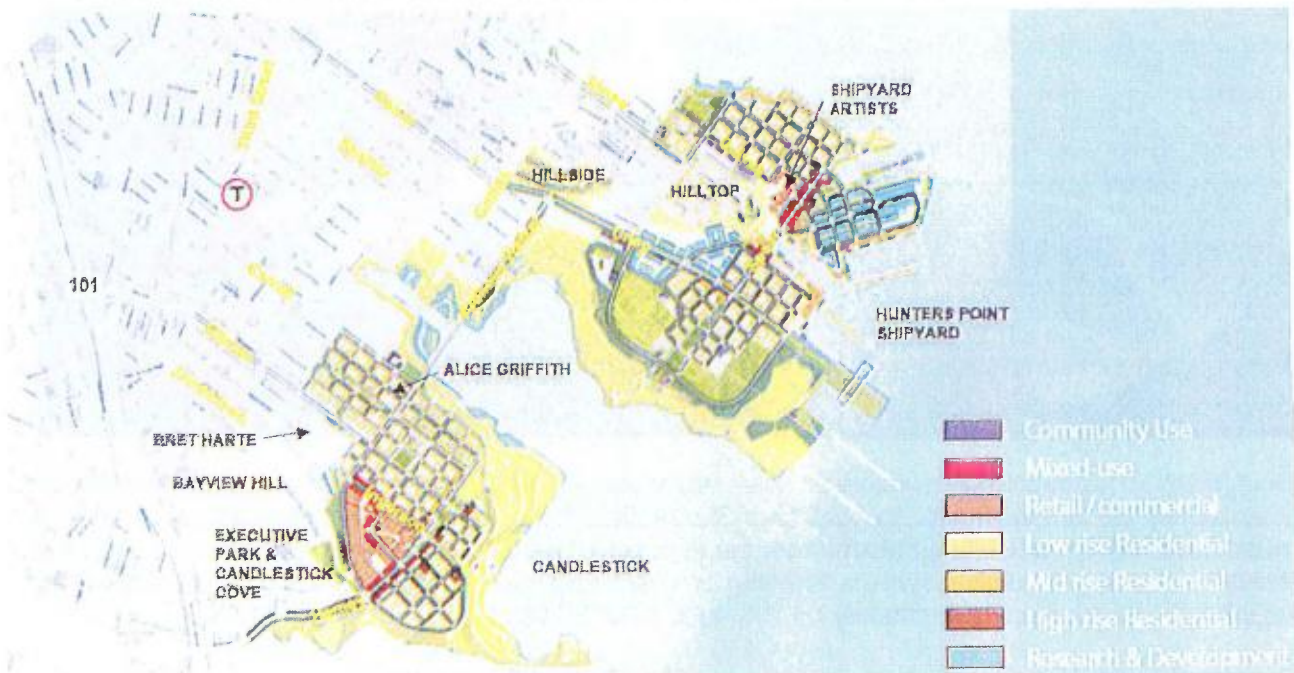 SHIPYARD
ARTISTS
HILLSIDE
HILLTOP
T
101
HUNTERS POINT
SHIPYARD
ALICE GRIFFITH
BRET HARTE
BAYVIEW HILL
EXECUTIVE
PARK &
CANDLESTICK
COVE
CANDLESTICK
Community Use
Mixed-use
Retail / commercial
Low rise Residential
Mid rise Residential
High rise Residential
Research & Development